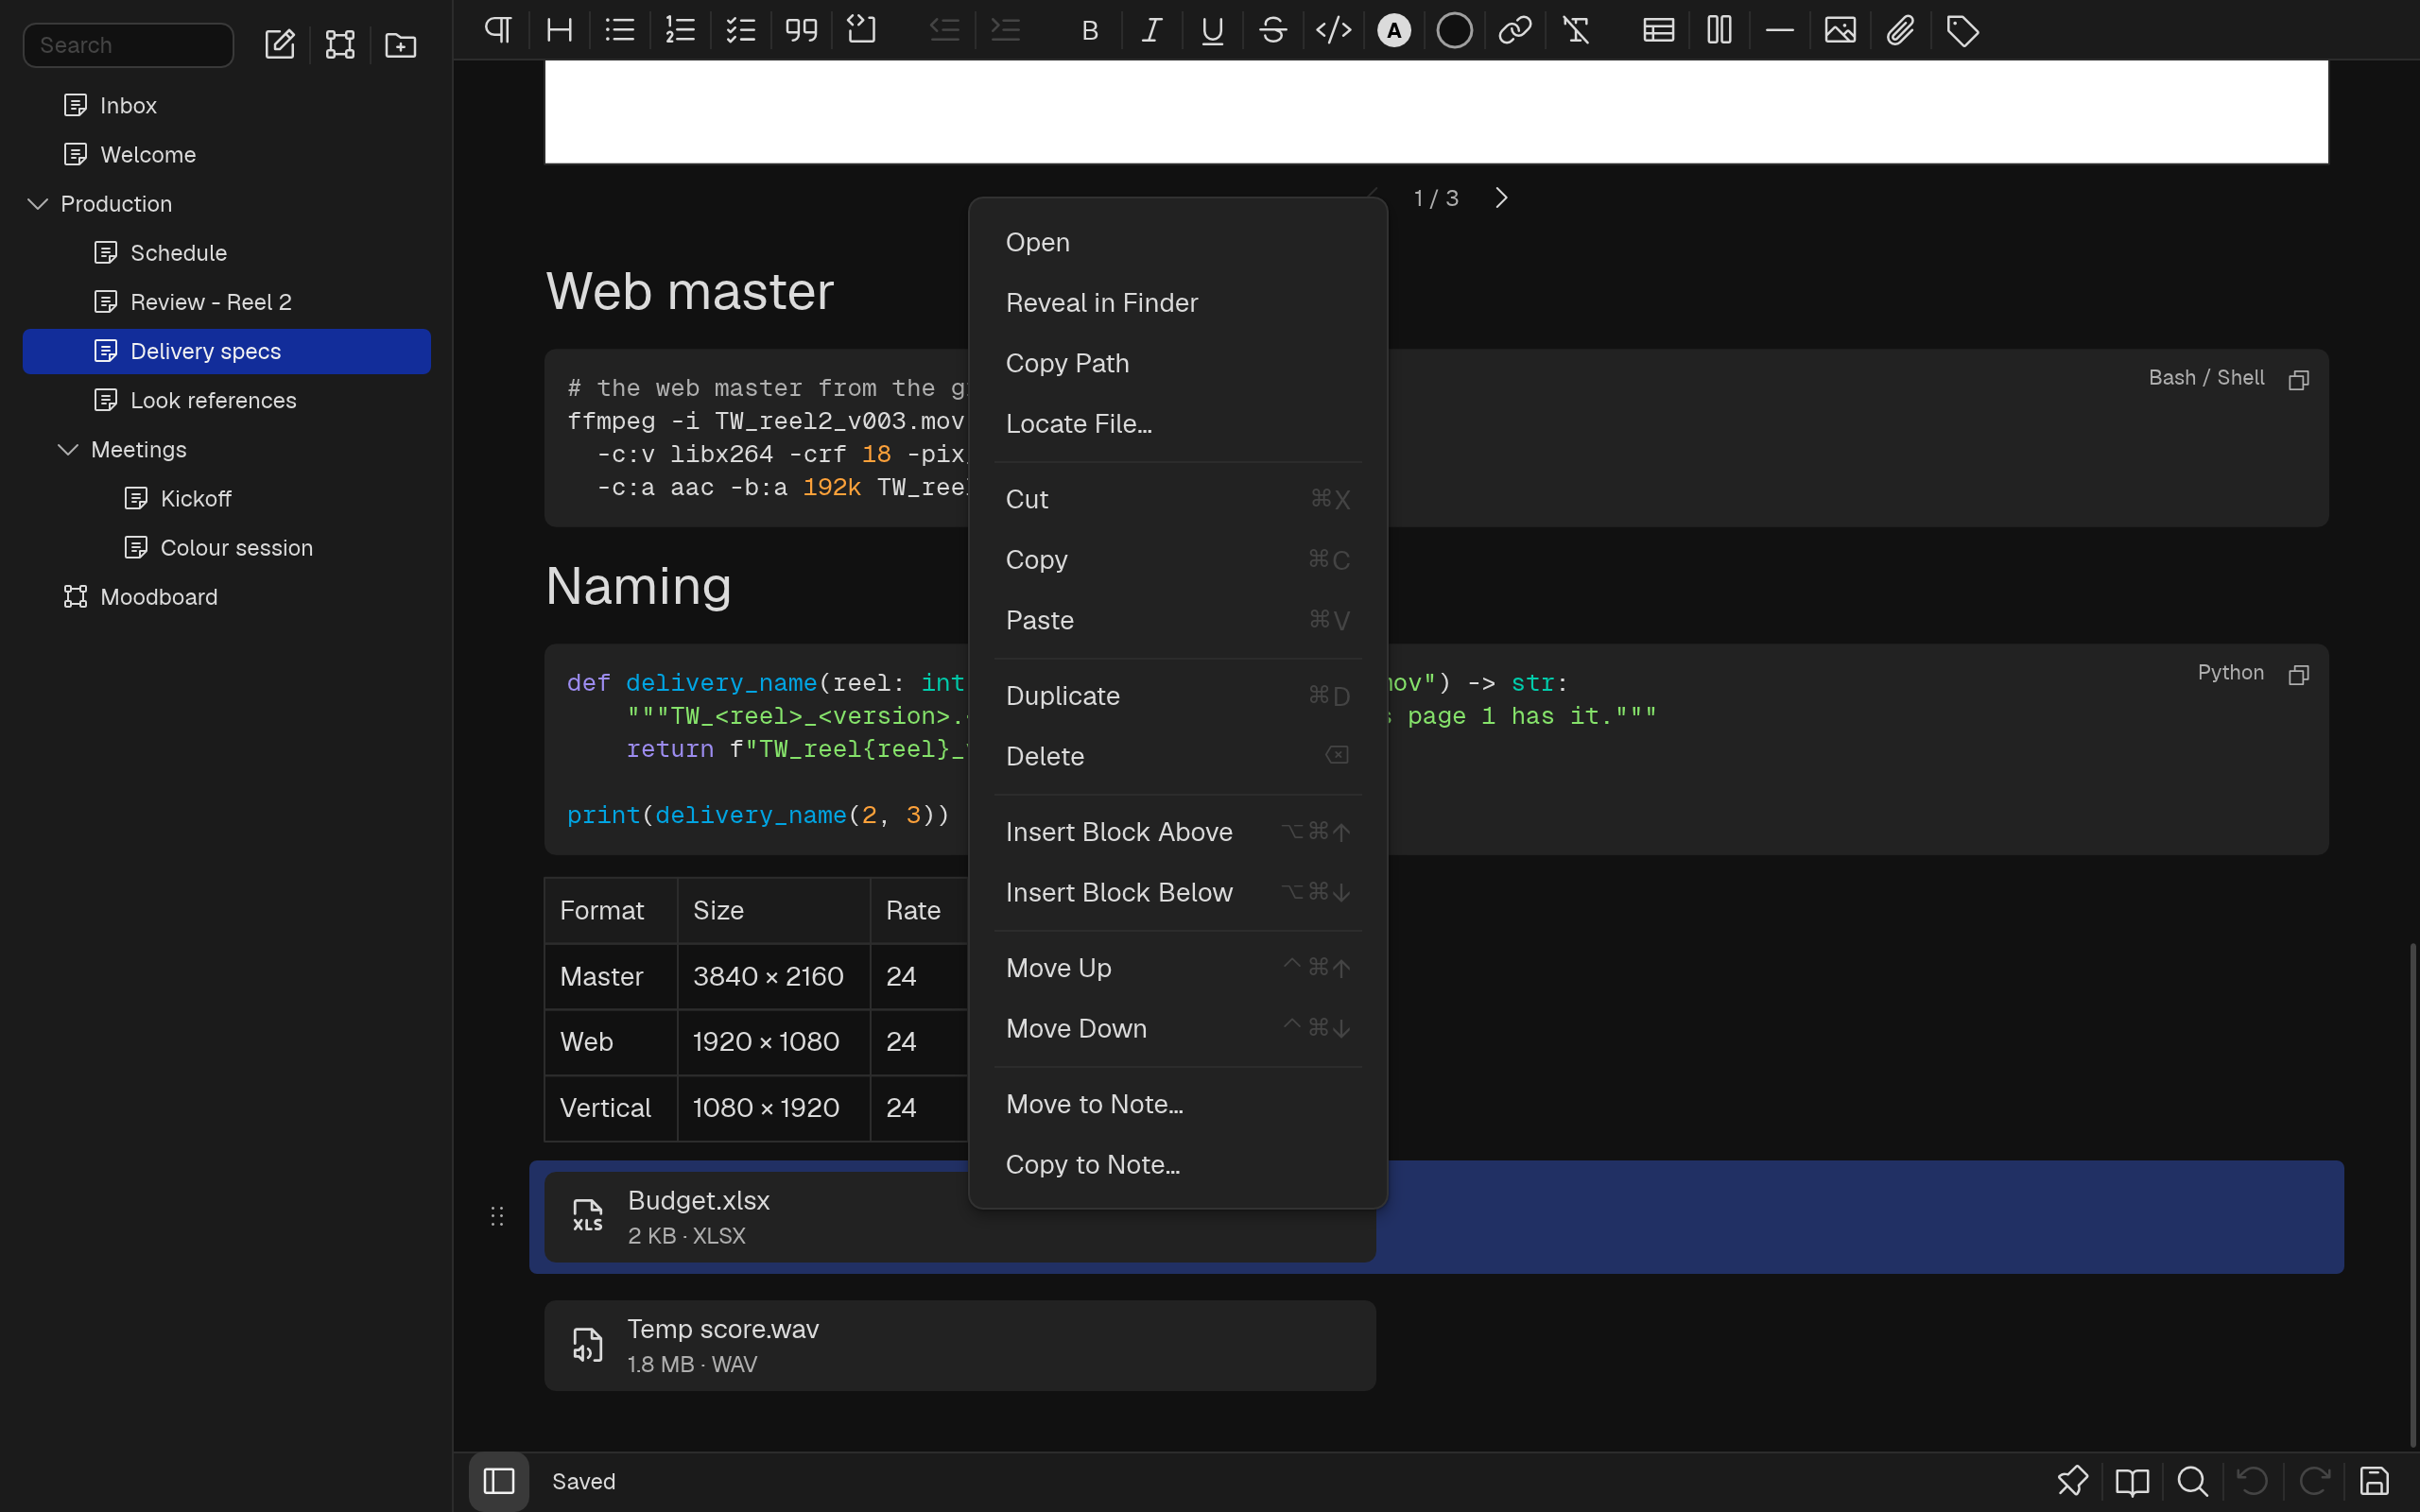 Search
Inbox
Welcome
Production
Schedule
Review - Reel 2
Delivery specs
Look references
Meetings
Kickoff
Colour session
Moodboard
B
A
1 / 3
Web master
Bash / Shell
# the web master from the
ffmpeg -i TW_reel2_v003.mov
-c:v libx264 -crf 18 -pix
-c:a aac -b:a 192k
Naming
Python
def delivery_name(reel: int
") -> str:
"""TW_<reel>_<version>.
page 1 has it."""
return f"TW_reel{reel}_
print(delivery_name(2, 3))
Format Size Rate
Master 3840 × 2160 24
Web 1920 × 1080 24
Vertical 1080 × 1920 24
XLS
Budget.xlsx
2 KB · XLSX
Temp score.wav
1.8 MB · WAV
Open
Reveal in Finder
Copy Path
Locate File…
Cut ⌘X
Copy ⌘C
Paste ⌘V
Duplicate ⌘D
Delete ⌫
Insert Block Above ⌥⌘↑
Insert Block Below ⌥⌘↓
Move Up ^⌘↑
Move Down ^⌘↓
Move to Note…
Copy to Note…
Saved